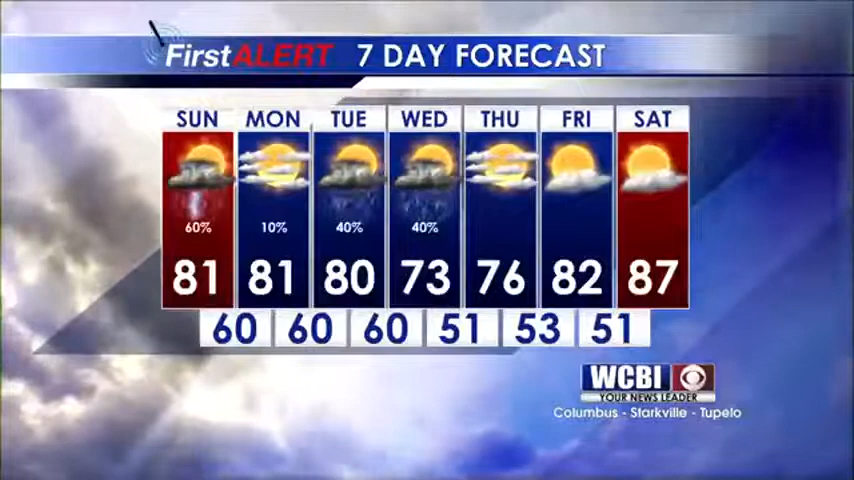 FirstALERT 7 DAY FORECAST
SUN MON TUE WED THU FRI SAT
60% 10% 40% 40%
81 81 80 73 76 82 87
60 60 60 51 53 51
WCBI
YOUR NEWS LEADER
Columbus - Starkville - Tupelo